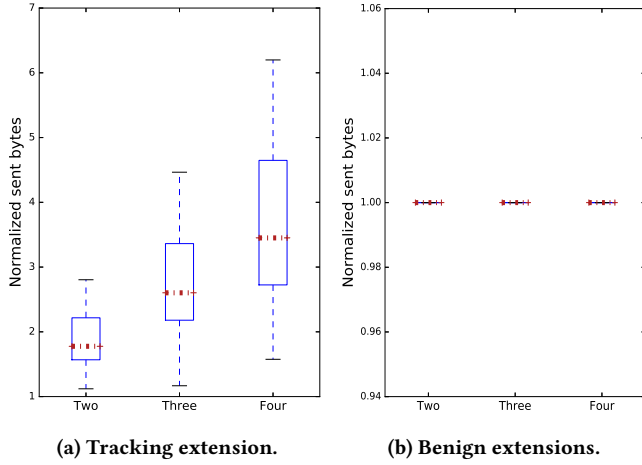 7
6
5
4
3
2
1
Normalized sent bytes
Two Three Four
(a) Tracking extension.
1.06
1.04
1.02
1.00
0.98
0.96
0.94
Normalized sent bytes
Two Three Four
(b) Benign extensions.